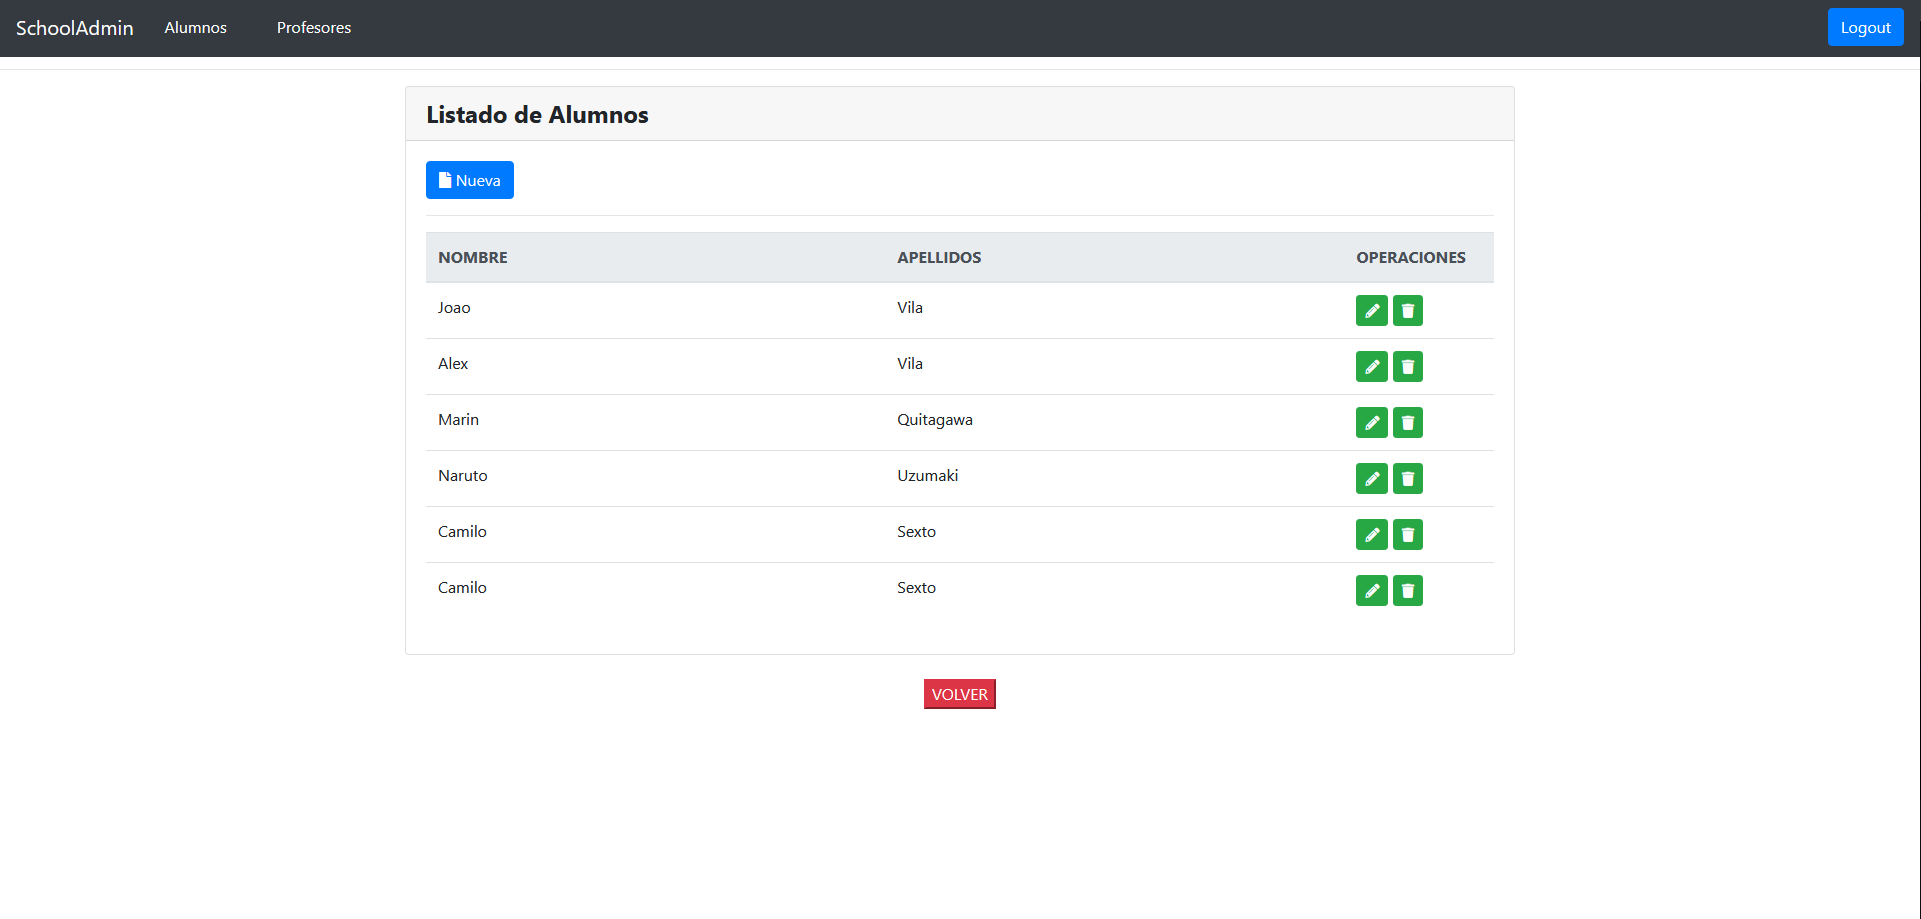 SchoolAdmin Alumnos Profesores Logout
Listado de Alumnos
Nueva
NOMBRE APELLIDOS OPERACIONES
Joao Vila
Alex Vila
Marin Quitagawa
Naruto Uzumaki
Camilo Sexto
Camilo Sexto
VOLVER